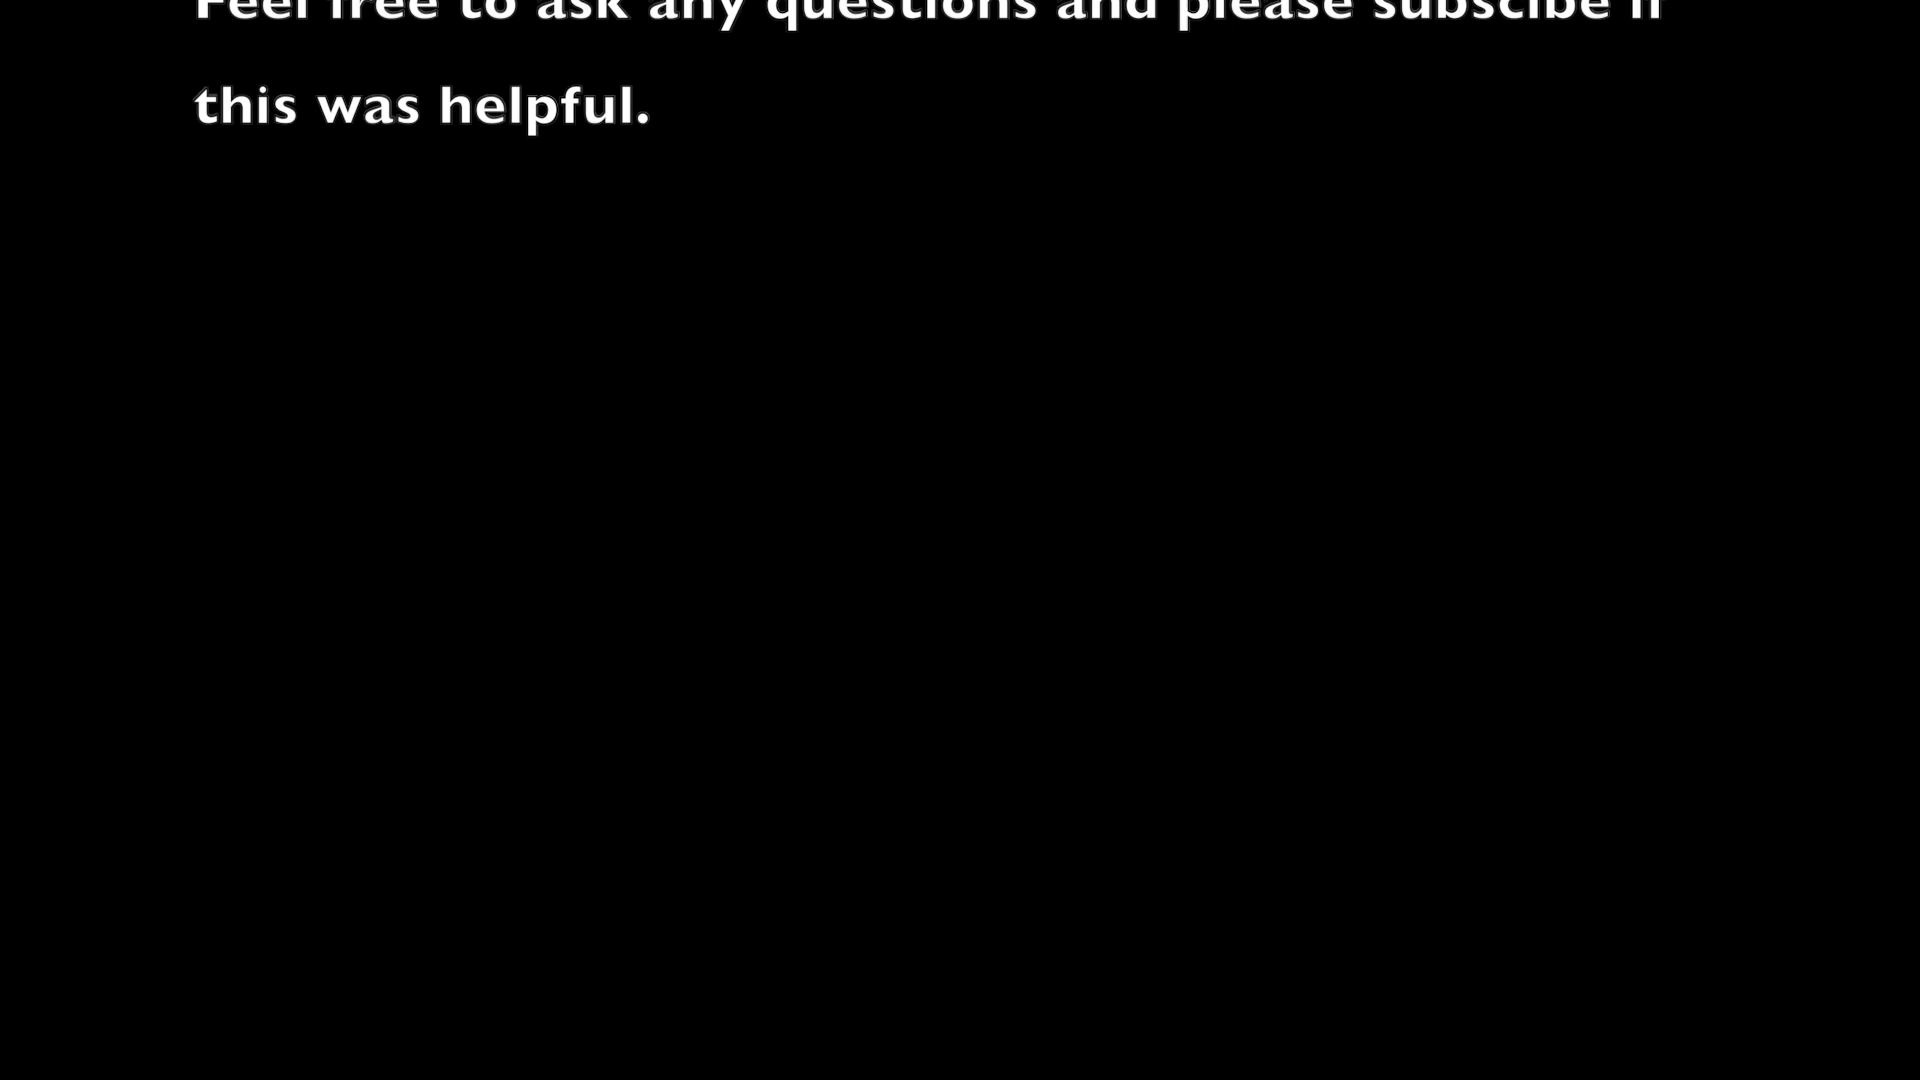 Feel free to ask any questions and please subscibe if
this was helpful.